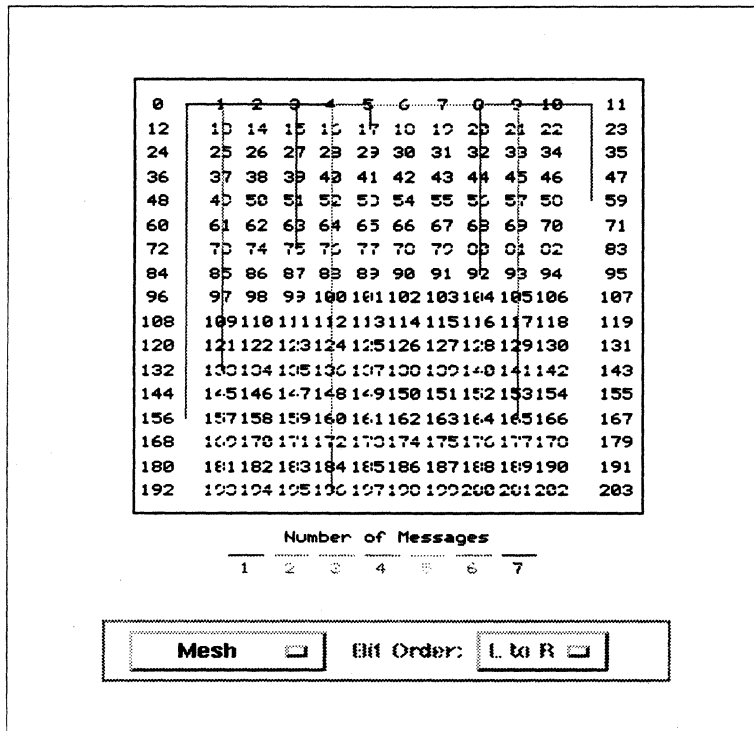 0 1 2 3 4 5 6 7 8 9 10 11
12 13 14 15 16 17 18 19 20 21 22 23
24 25 26 27 28 29 30 31 32 33 34 35
36 37 38 39 40 41 42 43 44 45 46 47
48 49 50 51 52 53 54 55 56 57 58 59
60 61 62 63 64 65 66 67 68 69 70 71
72 73 74 75 76 77 78 79 80 81 82 83
84 85 86 87 88 89 90 91 92 93 94 95
96 97 98 99 100 101 102 103 104 105 106 107
108 109 110 111 112 113 114 115 116 117 118 119
120 121 122 123 124 125 126 127 128 129 130 131
132 133 134 135 136 137 138 139 140 141 142 143
144 145 146 147 148 149 150 151 152 153 154 155
156 157 158 159 160 161 162 163 164 165 166 167
168 169 170 171 172 173 174 175 176 177 178 179
180 181 182 183 184 185 186 187 188 189 190 191
192 193 194 195 196 197 198 199 200 201 202 203
Number of Messages
1 2 3 4 5 6 7
Mesh Bit Order: L to R